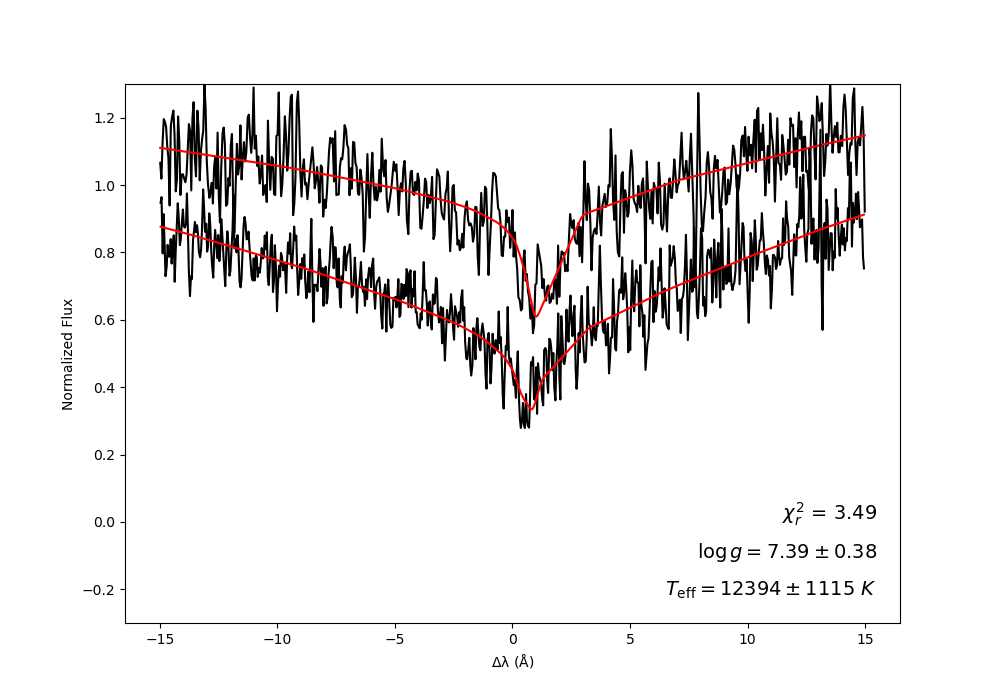 1.2
1.0
0.8
0.6
0.4
0.2
0.0
−0.2
Normalized Flux
χ²ᵣ = 3.49
log g = 7.39 ± 0.38
T_eff = 12394 ± 1115 K
−15 −10 −5 0 5 10 15
Δλ (Å)